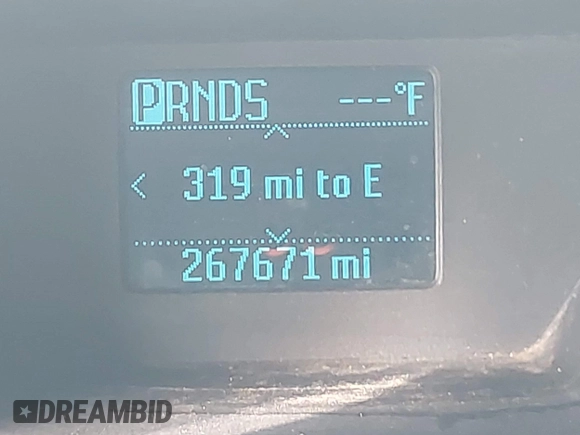 PRNDS ---°F
< 319 mi to E
267671 mi
DREAMBID